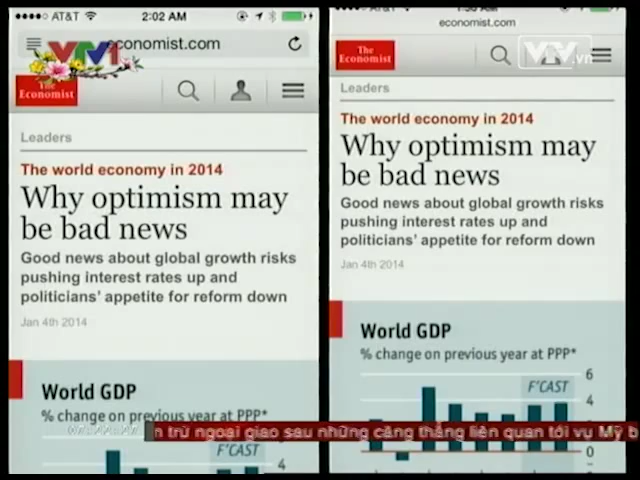 AT&T
2:02 AM
VTV1
economist.com
The
Economist
Leaders
The world economy in 2014
Why optimism may
be bad news
Good news about global growth risks
pushing interest rates up and
politicians' appetite for reform down
Jan 4th 2014
World GDP
% change on previous year at PPP*
F'CAST
4
AT&T
economist.com
VTV.vn
The
Economist
Leaders
The world economy in 2014
Why optimism may
be bad news
Good news about global growth risks
pushing interest rates up and
politicians' appetite for reform down
Jan 4th 2014
World GDP
% change on previous year at PPP*
F'CAST
6
4
2
0
n trừ ngoại giao sau những căng thẳng liên quan tới vụ Mỹ b